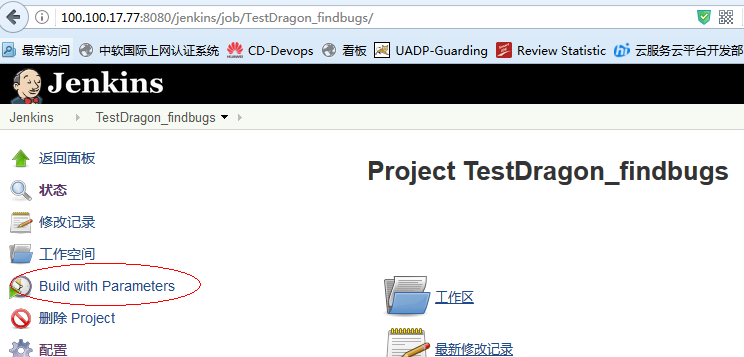 100.100.17.77:8080/jenkins/job/TestDragon_findbugs/
最常访问 中软国际上网认证系统 CD-Devops 看板 UADP-Guarding Review Statistic 云服务云平台开发部
Jenkins
Jenkins TestDragon_findbugs
返回面板
状态
Project TestDragon_findbugs
修改记录
工作空间
Build with Parameters
工作区
删除 Project
配置
最新修改记录